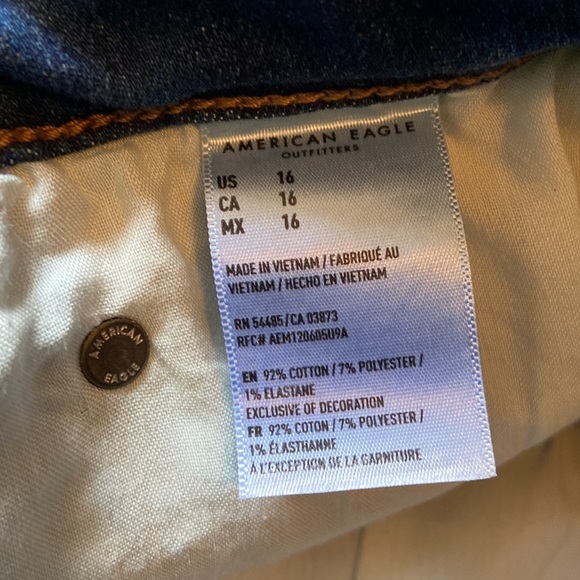 AMERICAN EAGLE
OUTFITTERS
US 16
CA 16
MX 16
MADE IN VIETNAM / FABRIQUÉ AU
VIETNAM / HECHO EN VIETNAM
RN 54485/CA 03873
RFC# AEM120605U9A
EN 92% COTTON / 7% POLYESTER /
1% ELASTANE
EXCLUSIVE OF DECORATION
FR 92% COTON / 7% POLYESTER /
1% ÉLASTHANNE
À L'EXCEPTION DE LA GARNITURE
AMERICAN
EAGLE